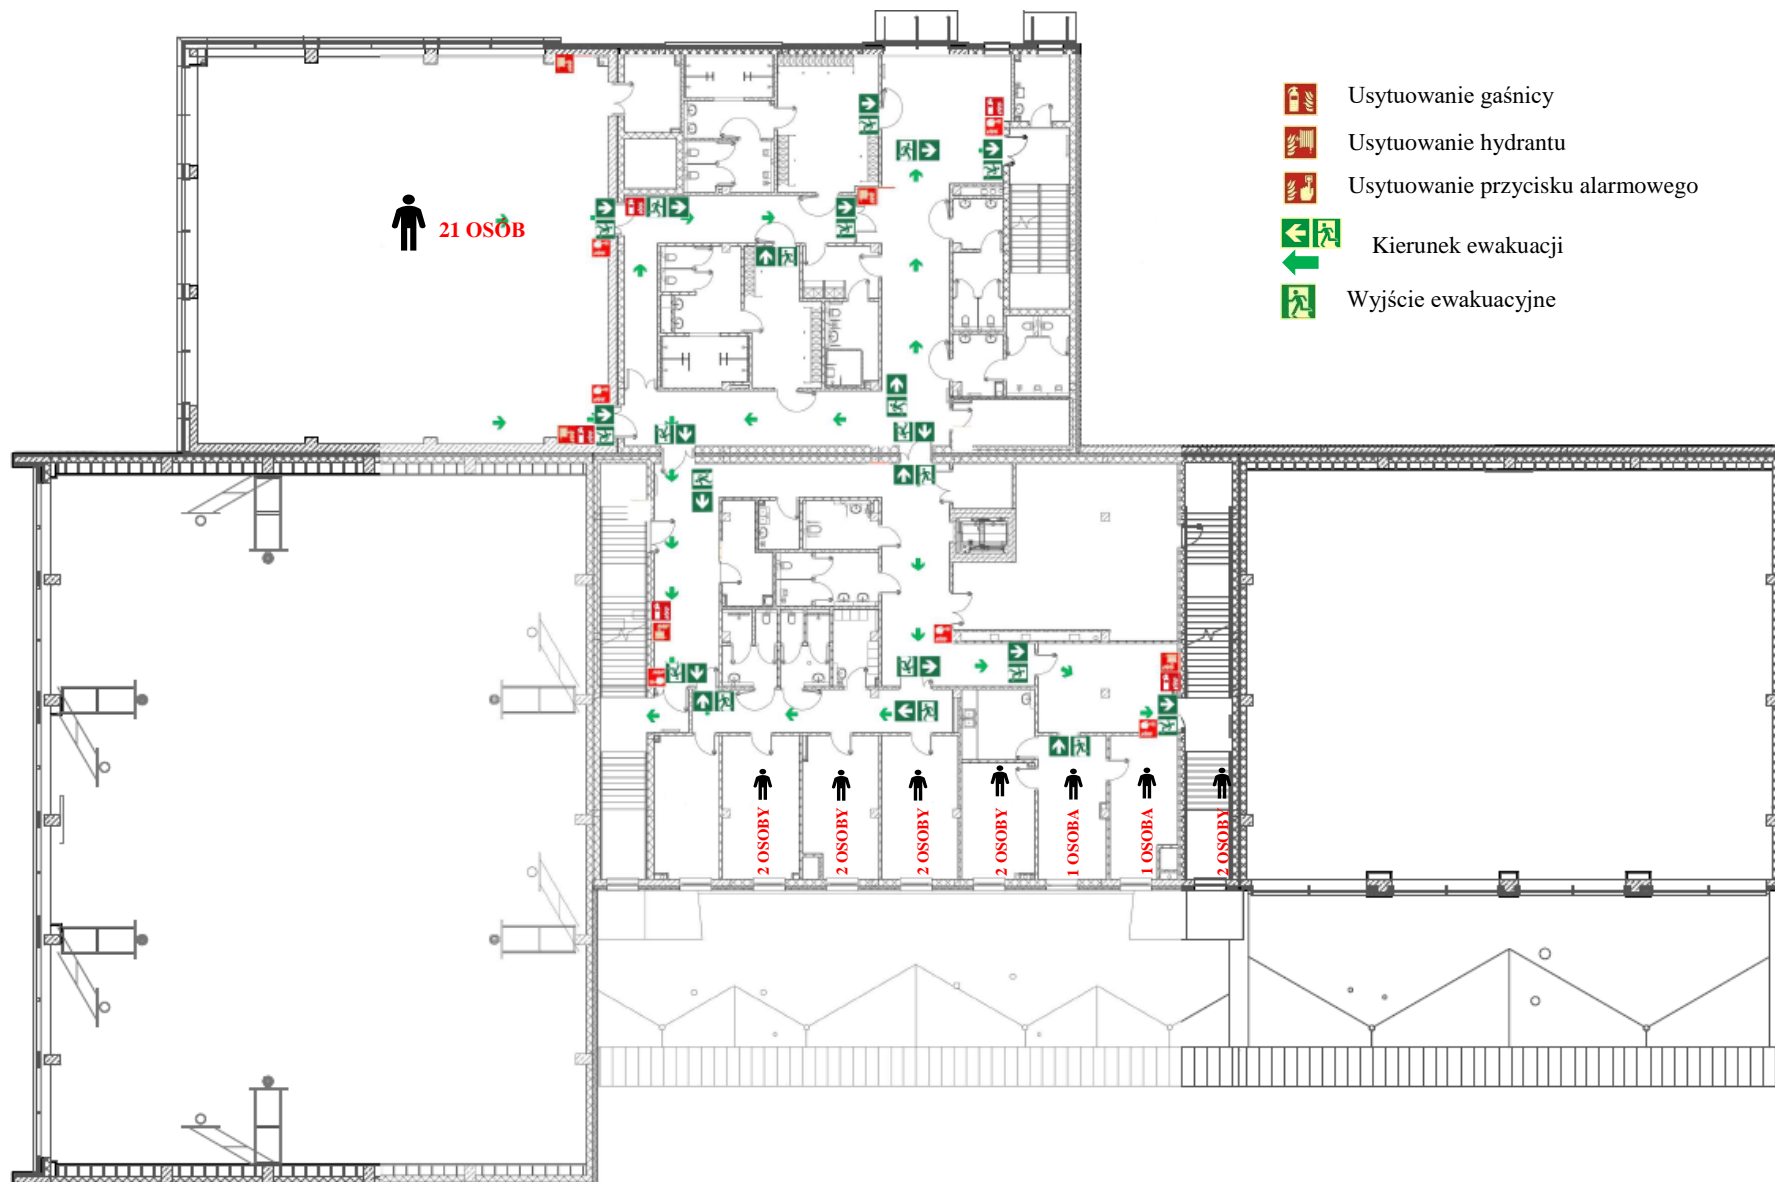 Usytuowanie gaśnicy
Usytuowanie hydrantu
Usytuowanie przycisku alarmowego
Kierunek ewakuacji
Wyjście ewakuacyjne
21 OSÓB
2 OSOBY
2 OSOBY
2 OSOBY
2 OSOBY
1 OSOBA
1 OSOBA
2 OSOBY